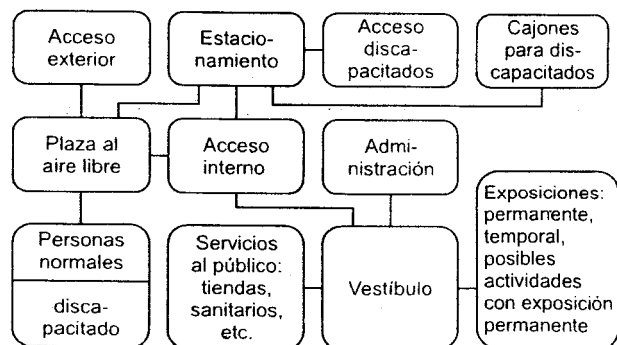 Acceso
exterior
Estacio-
namiento
Acceso
disca-
pacitados
Cajones
para dis-
capacitados
Plaza al
aire libre
Acceso
interno
Admi-
nistración
Exposiciones:
permanente,
temporal,
posibles
actividades
con exposición
permanente
Personas
normales
disca-
pacitado
Servicios
al público:
tiendas,
sanitarios,
etc.
Vestíbulo